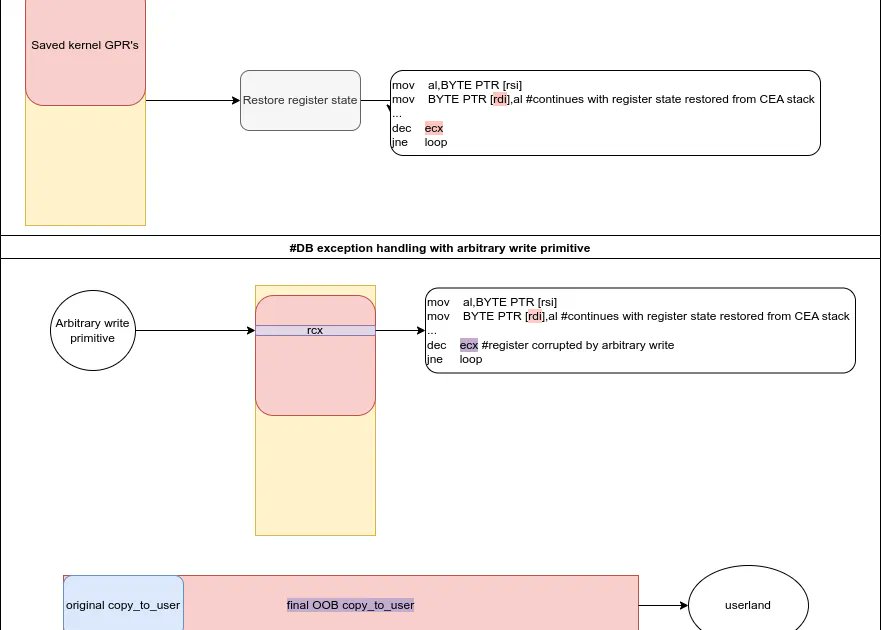 Saved kernel GPR's
Restore register state
mov al,BYTE PTR [rsi]
mov BYTE PTR [rdi],al #continues with register state restored from CEA stack
...
dec ecx
jne loop
#DB exception handling with arbitrary write primitive
Arbitrary write
primitive
rcx
mov al,BYTE PTR [rsi]
mov BYTE PTR [rdi],al #continues with register state restored from CEA stack
...
dec ecx #register corrupted by arbitrary write
jne loop
original copy_to_user
final OOB copy_to_user
userland